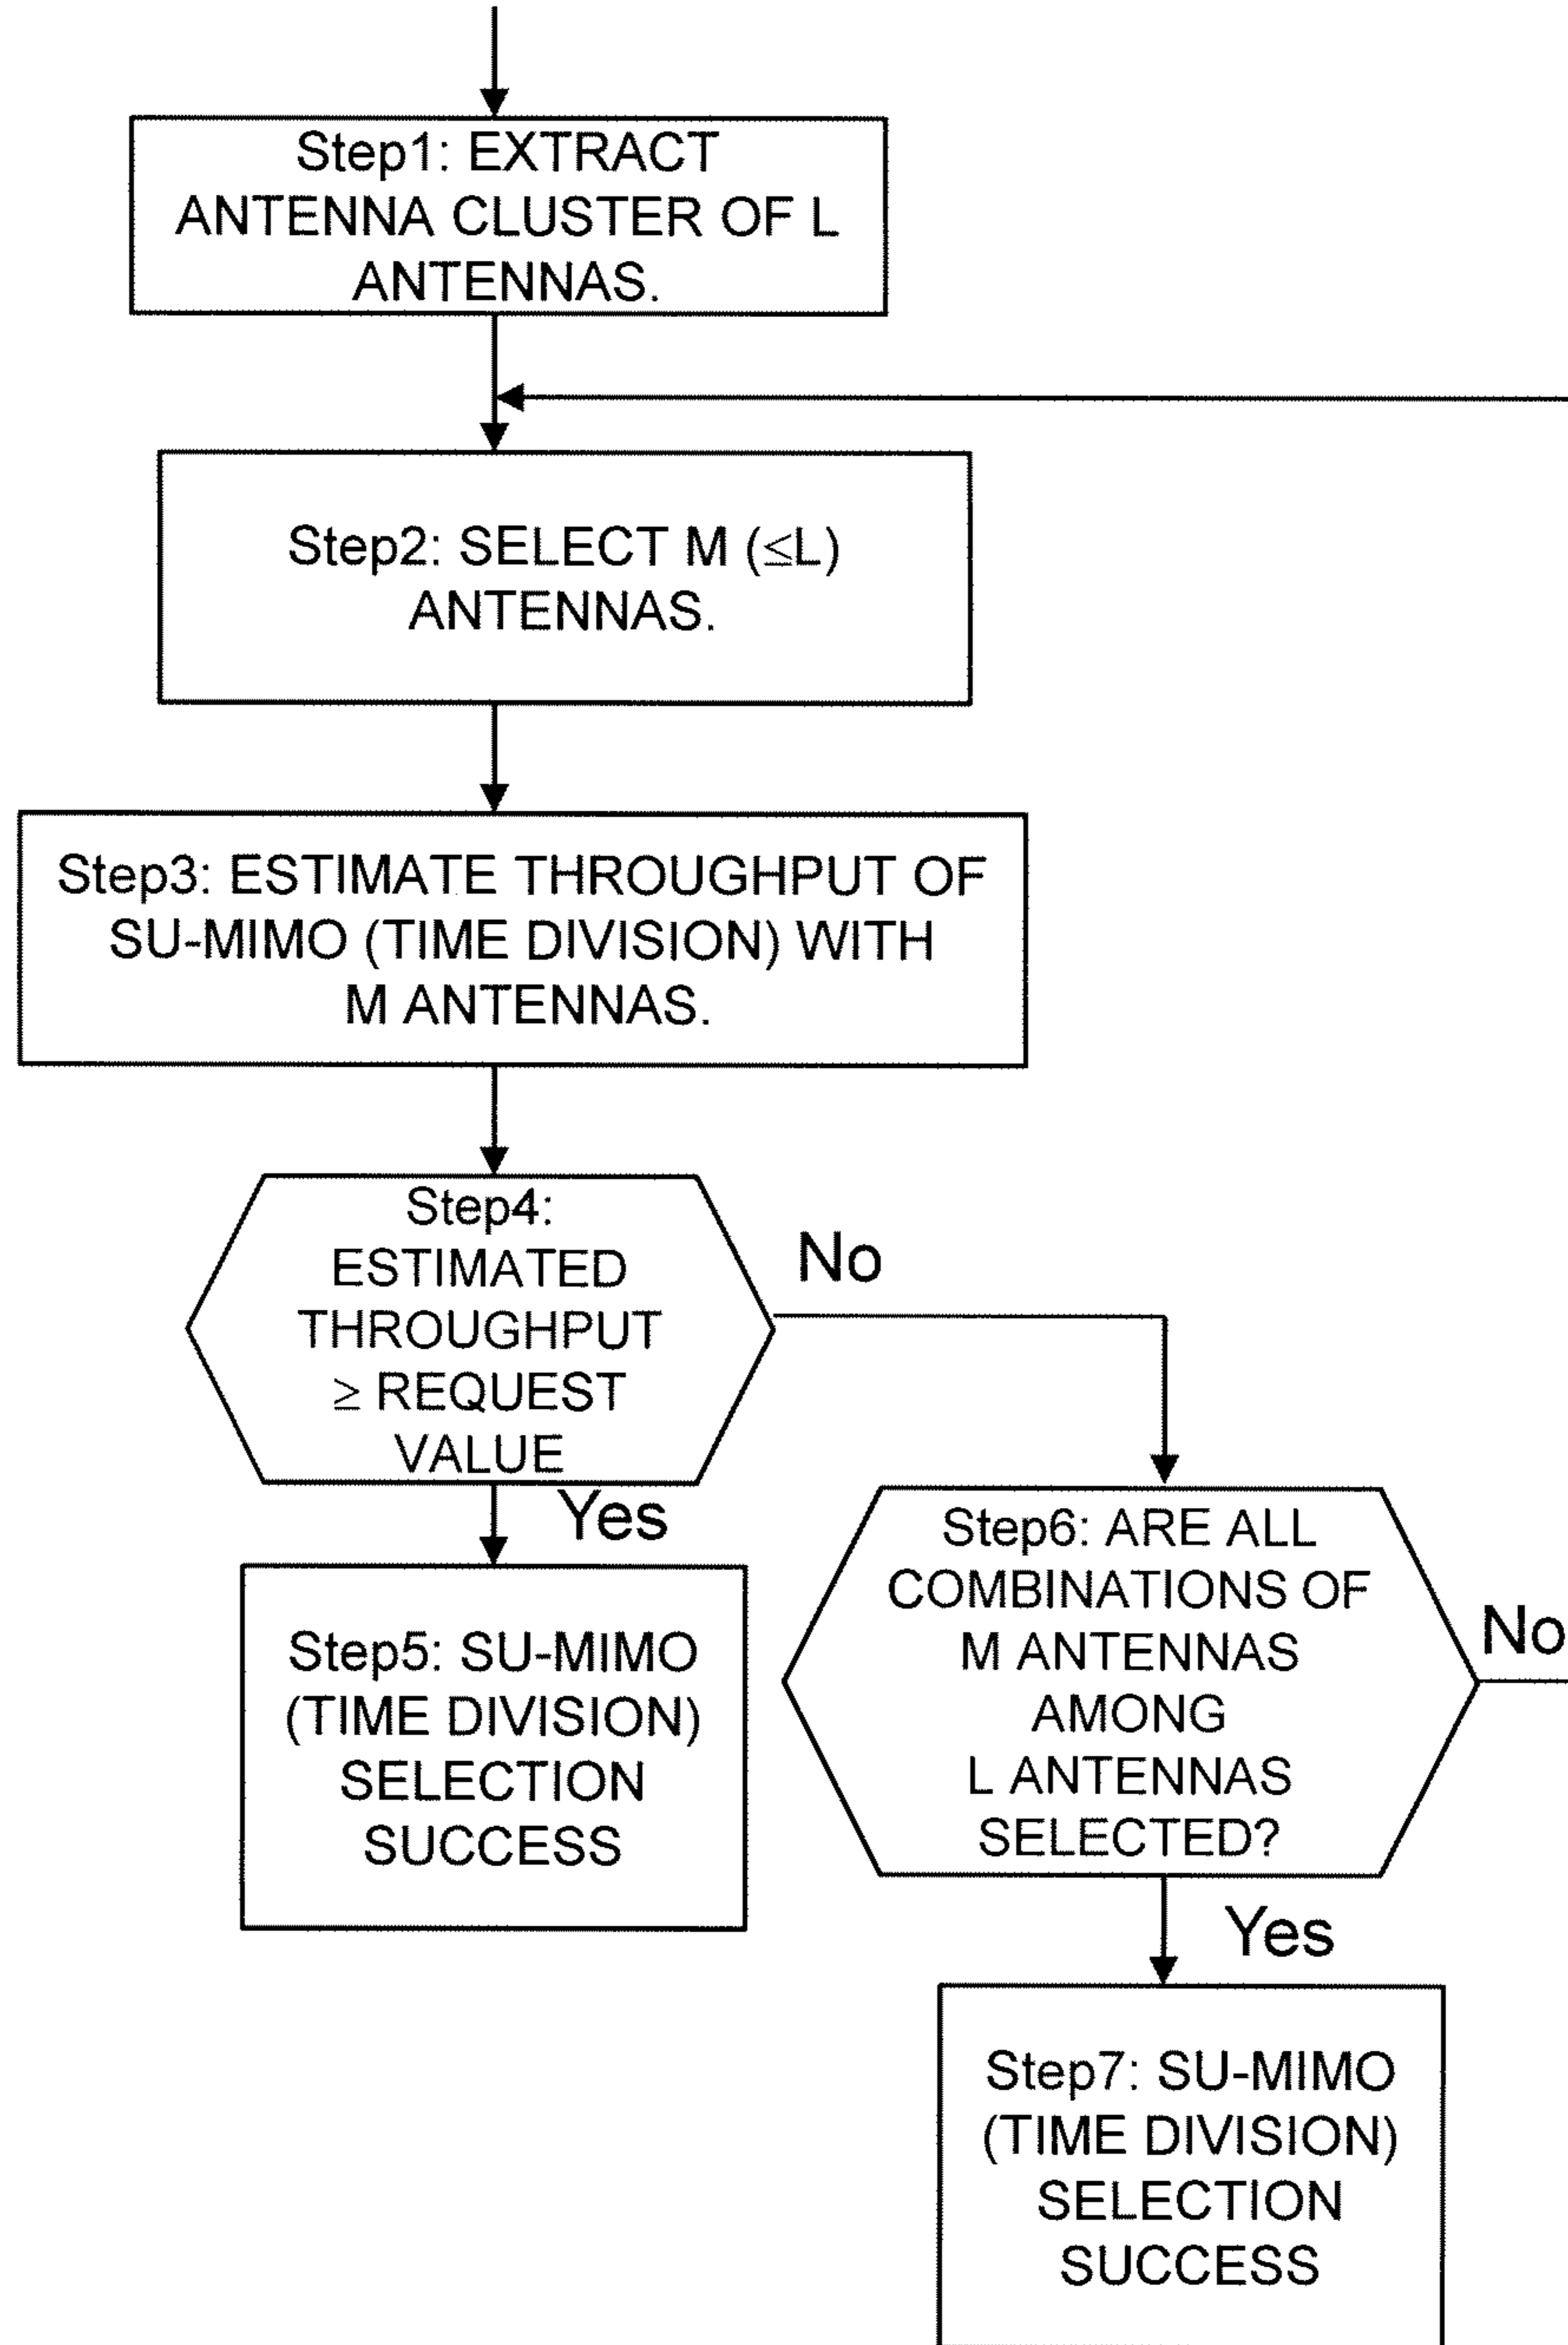 Step1: EXTRACT
ANTENNA CLUSTER OF L
ANTENNAS.
Step2: SELECT M (≤L)
ANTENNAS.
Step3: ESTIMATE THROUGHPUT OF
SU-MIMO (TIME DIVISION) WITH
M ANTENNAS.
Step4:
ESTIMATED
THROUGHPUT
≥ REQUEST
VALUE
No
Yes
Step5: SU-MIMO
(TIME DIVISION)
SELECTION
SUCCESS
Step6: ARE ALL
COMBINATIONS OF
M ANTENNAS
AMONG
L ANTENNAS
SELECTED?
No
Yes
Step7: SU-MIMO
(TIME DIVISION)
SELECTION
SUCCESS